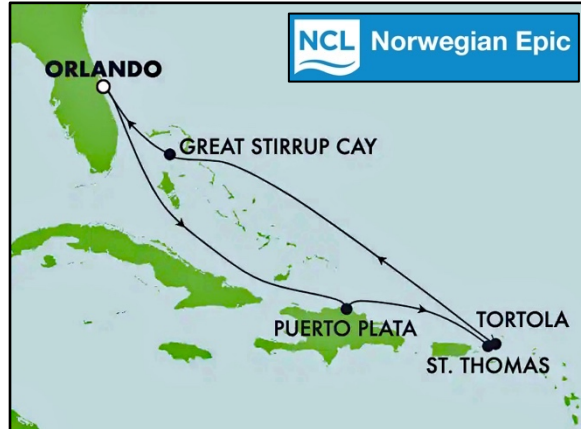 NCL Norwegian Epic
ORLANDO
GREAT STIRRUP CAY
PUERTO PLATA
TORTOLA
ST. THOMAS